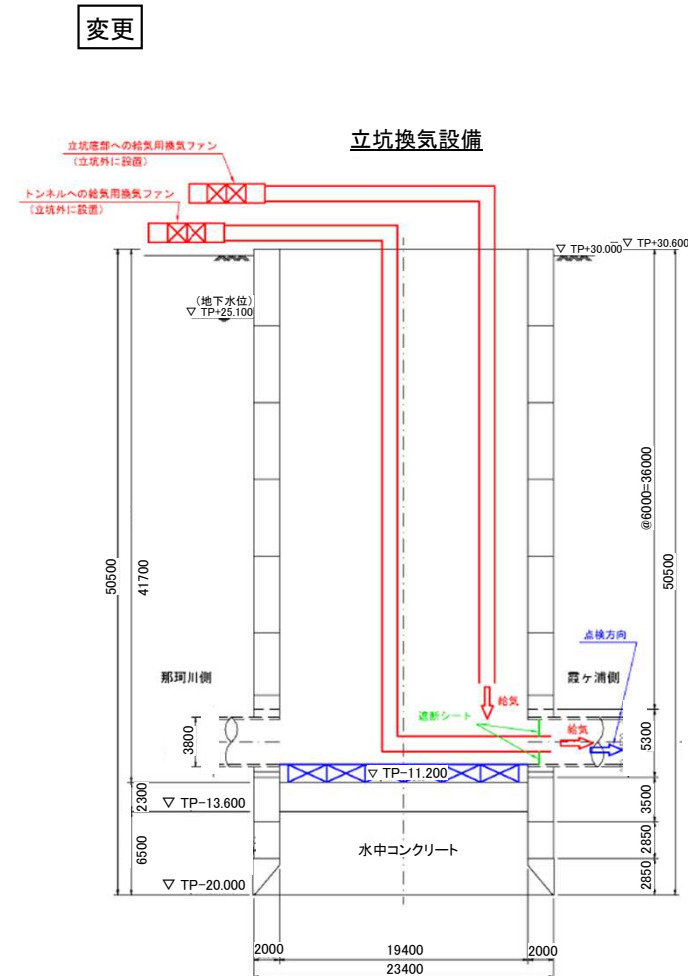 変更
立坑換気設備
立坑底部への給気用換気ファン
（立坑外に設置）
トンネルへの給気用換気ファン
（立坑外に設置）
▽ TP+30.000
▽ TP+30.600
（地下水位）
▽ TP+25.100
@6000=36000
50500
41700
50500
点検方向
那珂川側
霞ヶ浦側
給気
遮断シート
給気
3800
5300
▽ TP-11.200
2300
▽ TP-13.600
3500
6500
水中コンクリート
2850
2850
▽ TP-20.000
2000
19400
2000
23400